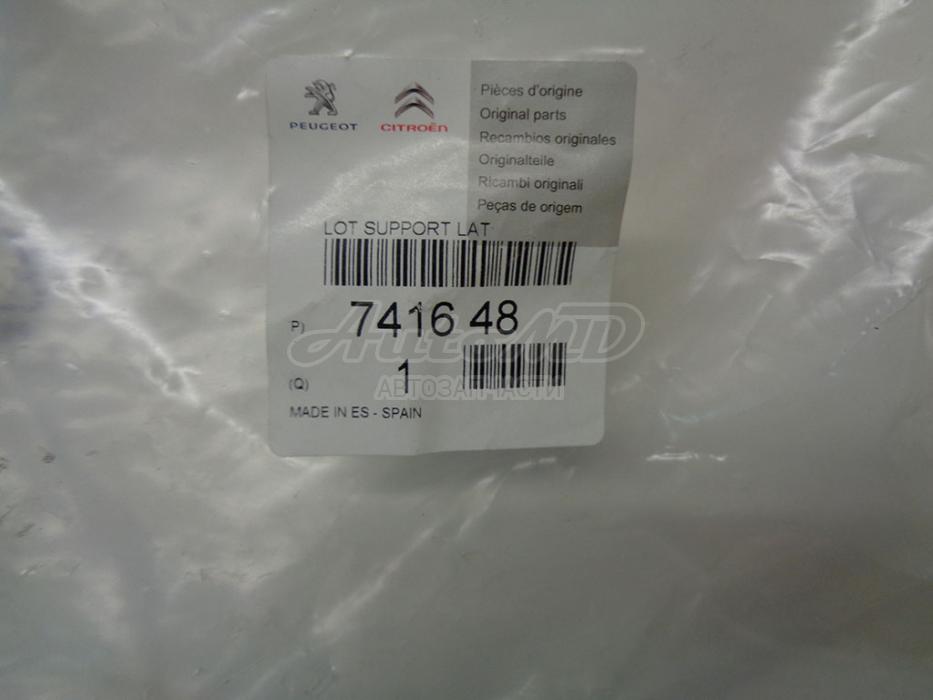 PEUGEOT CITROËN
Pièces d'origine
Original parts
Recambios originales
Originalteile
Ricambi originali
Peças de origem
LOT SUPPORT LAT
P) 7416 48
(Q) 1
MADE IN ES - SPAIN
AutoMD
АВТОЗАПЧАСТИ